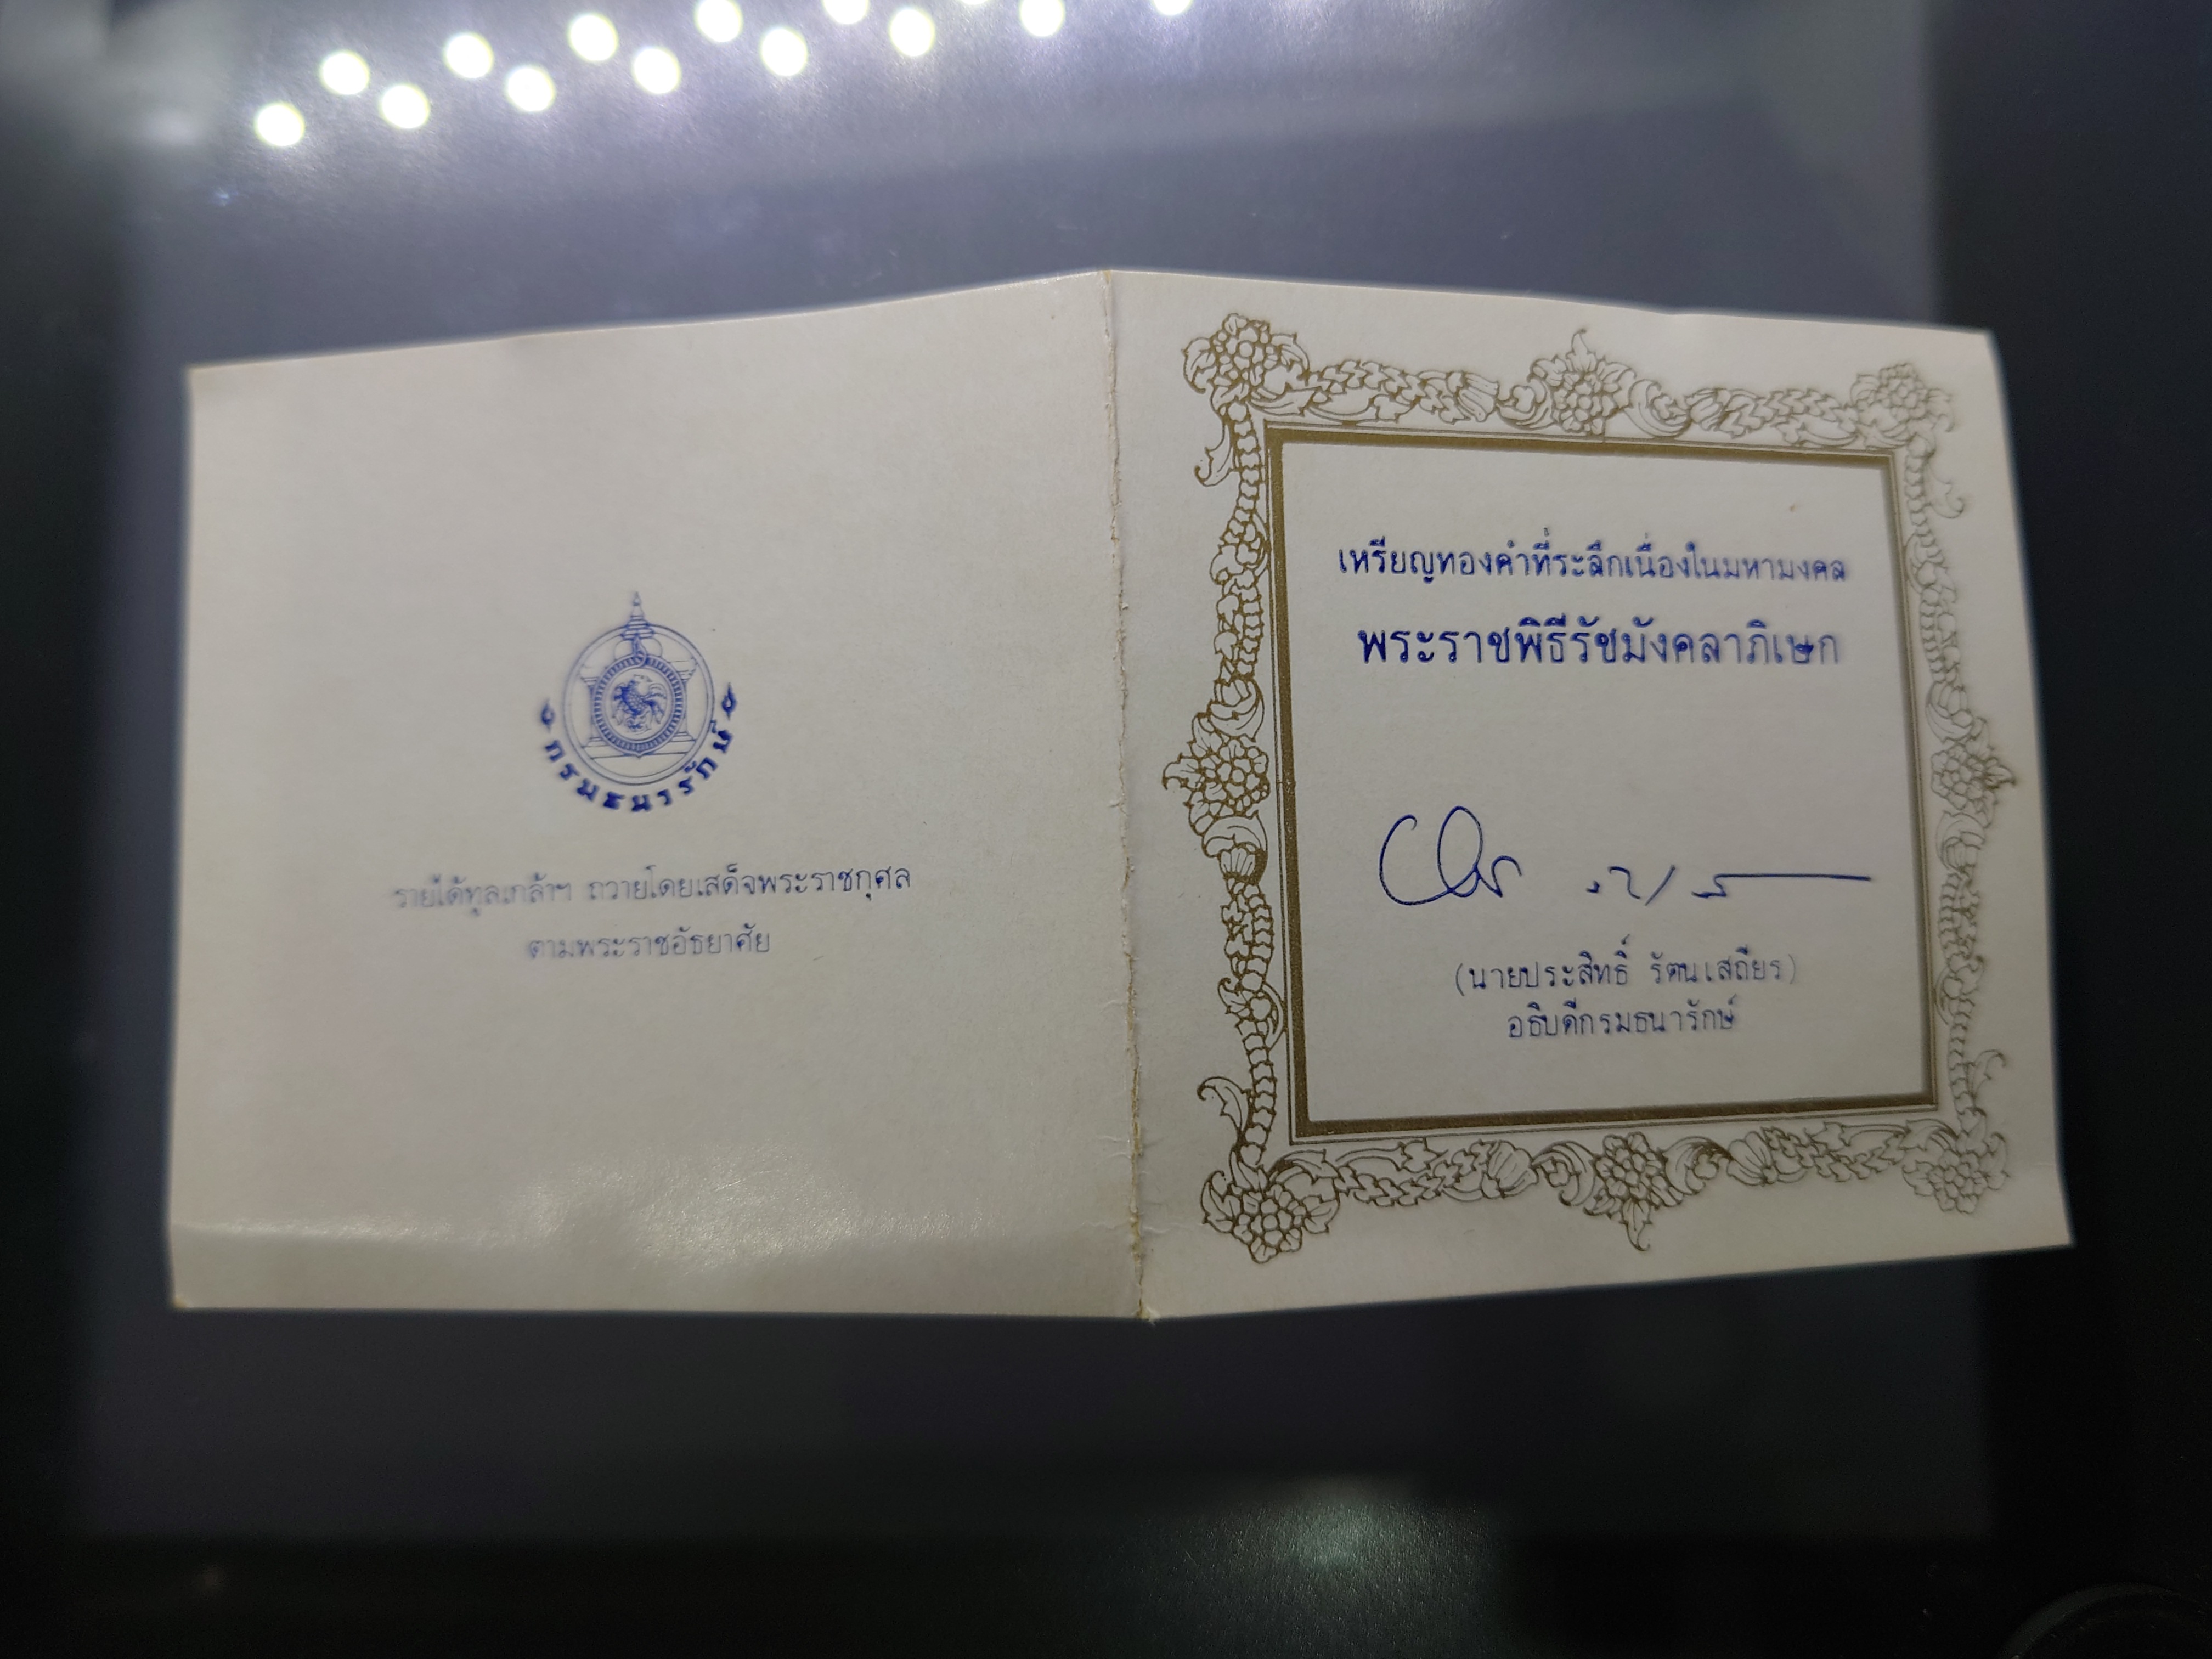 กรมธนารักษ์
รายได้ทูลเกล้าฯ ถวายโดยเสด็จพระราชกุศล
ตามพระราชอัธยาศัย
เหรียญทองคำที่ระลึกเนื่องในมหามงคล
พระราชพิธีรัชมังคลาภิเษก
(นายประสิทธิ์ รัตนเสถียร)
อธิบดีกรมธนารักษ์